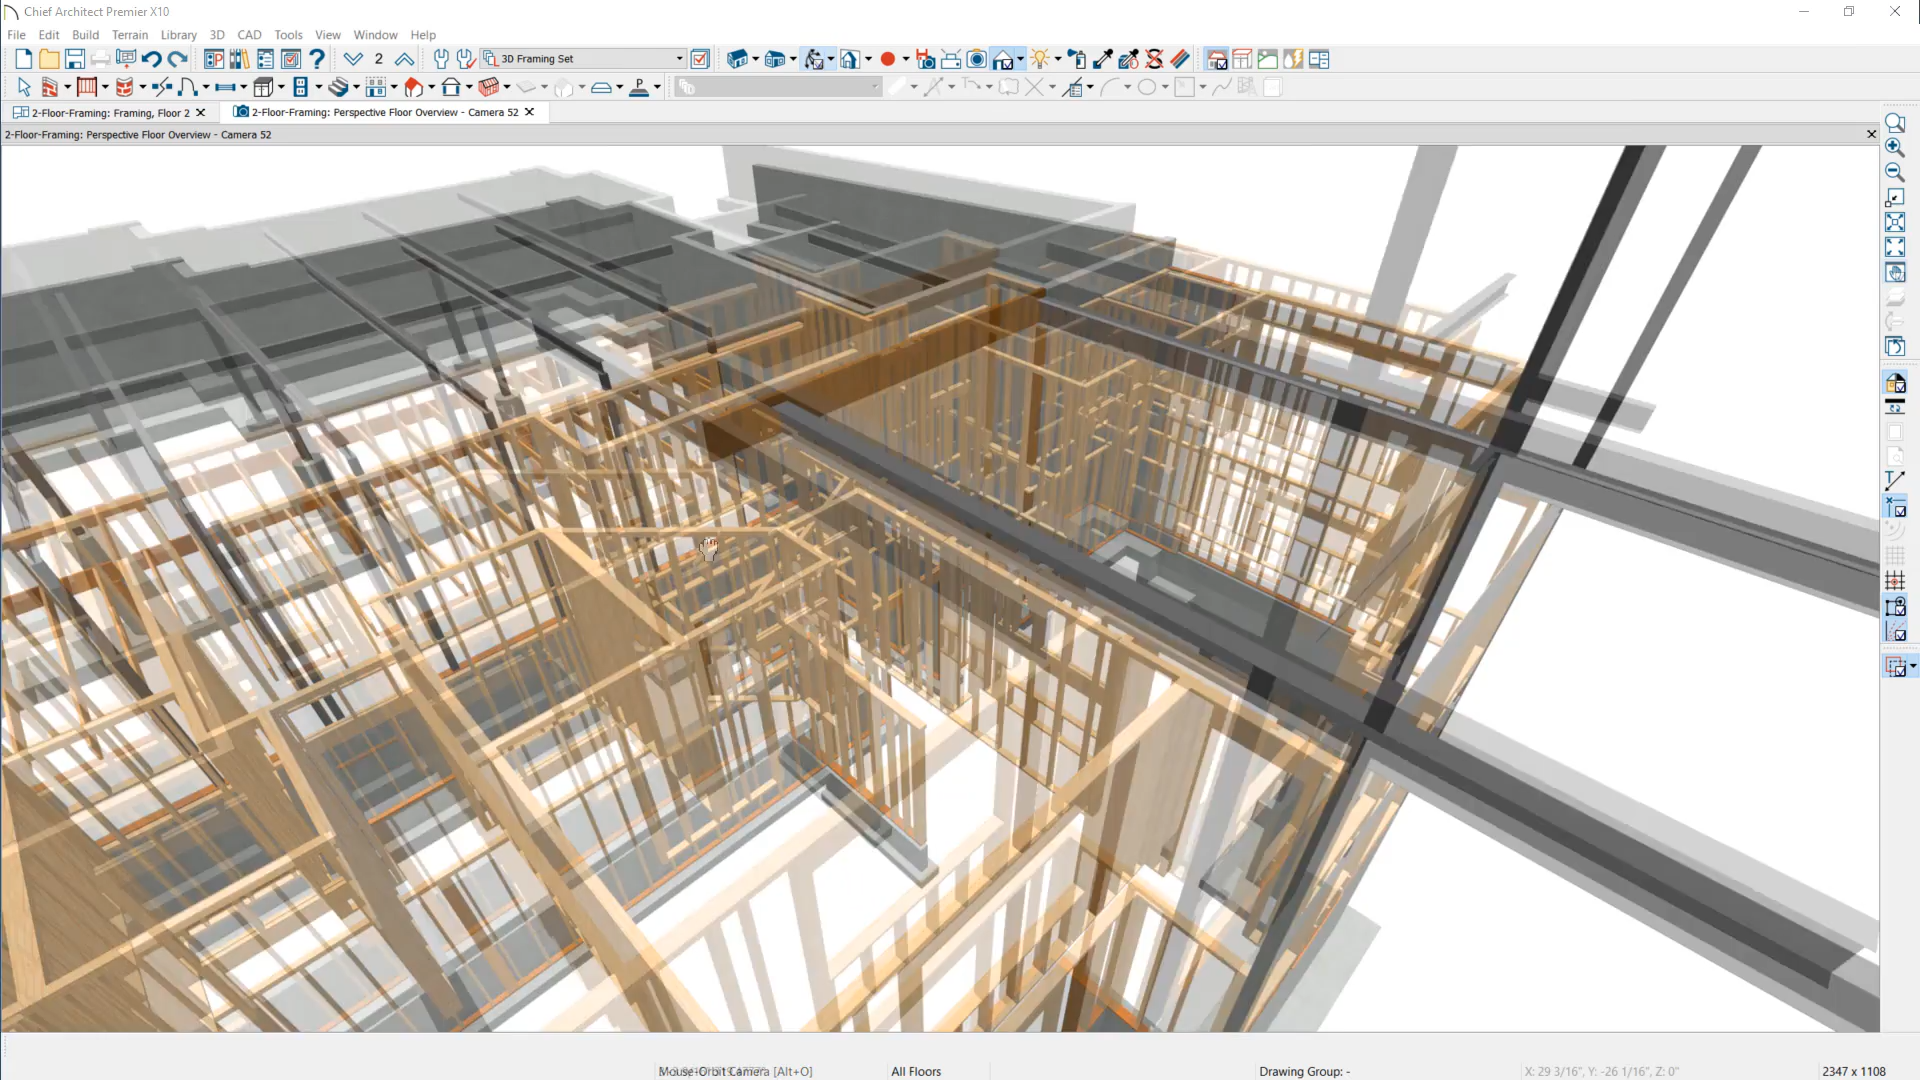 Chief Architect Premier X10
File Edit Build Terrain Library 3D CAD Tools View Window Help
2 3D Framing Set
2-Floor-Framing: Framing, Floor 2 2-Floor-Framing: Perspective Floor Overview - Camera 52
2-Floor-Framing: Perspective Floor Overview - Camera 52
Mouse-Orbit Camera [Alt+O] All Floors Drawing Group: - X: 29 3/16", Y: -26 1/16", Z: 0" 2347 x 1108